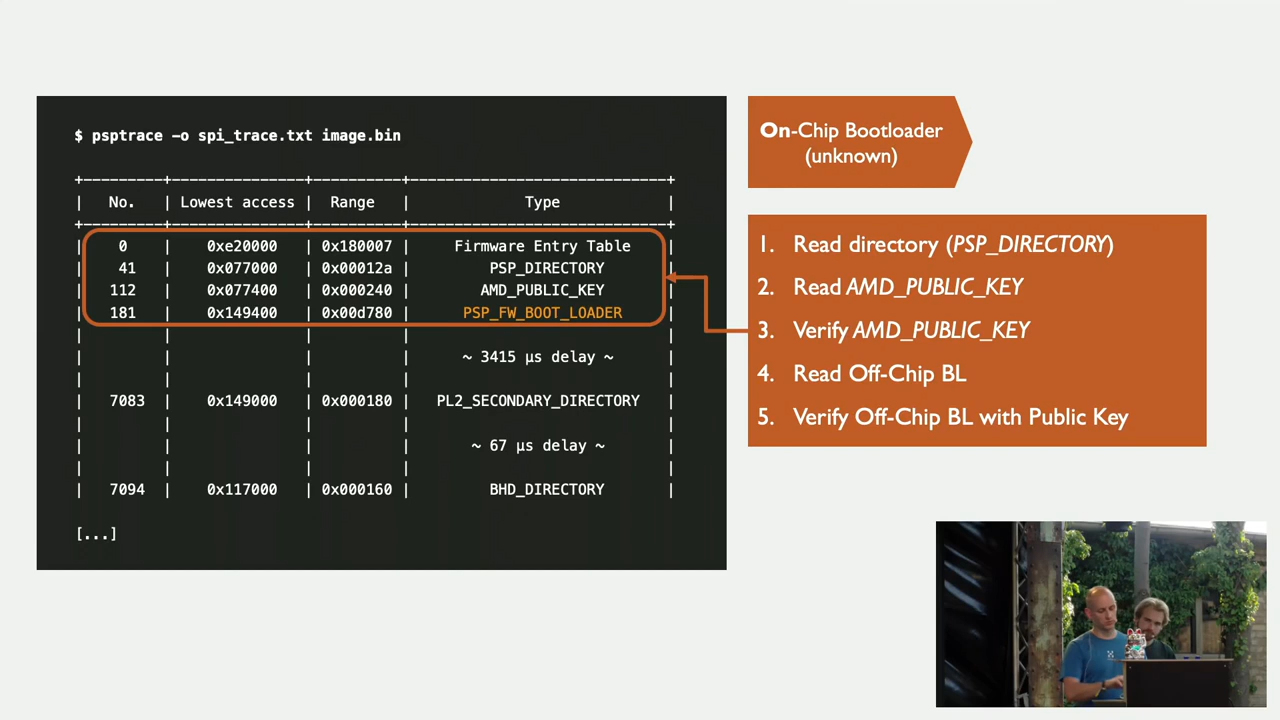 $ psptrace -o spi_trace.txt image.bin
No. | Lowest access | Range | Type
0 | 0xe20000 | 0x180007 | Firmware Entry Table
41 | 0x077000 | 0x00012a | PSP_DIRECTORY
112 | 0x077400 | 0x000240 | AMD_PUBLIC_KEY
181 | 0x149400 | 0x00d780 | PSP_FW_BOOT_LOADER
~ 3415 µs delay ~
7083 | 0x149000 | 0x000180 | PL2_SECONDARY_DIRECTORY
~ 67 µs delay ~
7094 | 0x117000 | 0x000160 | BHD_DIRECTORY
[...]
On-Chip Bootloader
(unknown)
1. Read directory (PSP_DIRECTORY)
2. Read AMD_PUBLIC_KEY
3. Verify AMD_PUBLIC_KEY
4. Read Off-Chip BL
5. Verify Off-Chip BL with Public Key